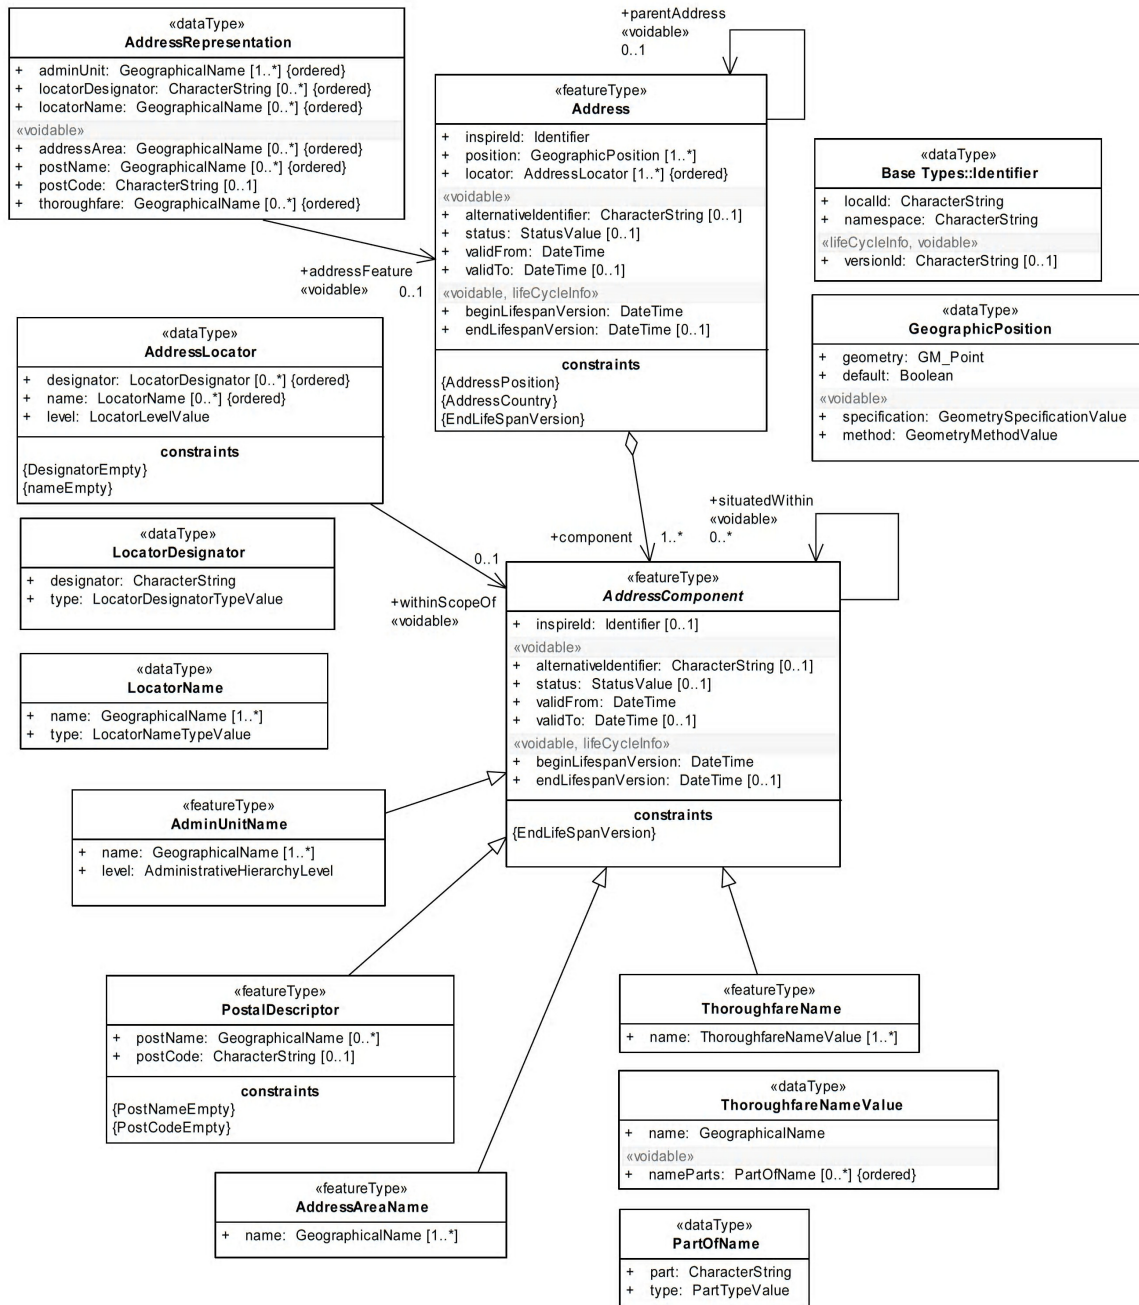 «dataType»
AddressRepresentation
+ adminUnit: GeographicalName [1..*] {ordered}
+ locatorDesignator: CharacterString [0..*] {ordered}
+ locatorName: GeographicalName [0..*] {ordered}
«voidable»
+ addressArea: GeographicalName [0..*] {ordered}
+ postName: GeographicalName [0..*] {ordered}
+ postCode: CharacterString [0..1]
+ thoroughfare: GeographicalName [0..*] {ordered}
+addressFeature
«voidable» 0..1
+parentAddress
«voidable»
0..1
«featureType»
Address
+ inspireId: Identifier
+ position: GeographicPosition [1..*]
+ locator: AddressLocator [1..*] {ordered}
«voidable»
+ alternativeIdentifier: CharacterString [0..1]
+ status: StatusValue [0..1]
+ validFrom: DateTime
+ validTo: DateTime [0..1]
«voidable, lifeCycleInfo»
+ beginLifespanVersion: DateTime
+ endLifespanVersion: DateTime [0..1]
constraints
{AddressPosition}
{AddressCountry}
{EndLifeSpanVersion}
«dataType»
Base Types::Identifier
+ localId: CharacterString
+ namespace: CharacterString
«lifeCycleInfo, voidable»
+ versionId: CharacterString [0..1]
«dataType»
GeographicPosition
+ geometry: GM_Point
+ default: Boolean
«voidable»
+ specification: GeometrySpecificationValue
+ method: GeometryMethodValue
«dataType»
AddressLocator
+ designator: LocatorDesignator [0..*] {ordered}
+ name: LocatorName [0..*] {ordered}
+ level: LocatorLevelValue
constraints
{DesignatorEmpty}
{nameEmpty}
«dataType»
LocatorDesignator
+ designator: CharacterString
+ type: LocatorDesignatorTypeValue
0..1
+withinScopeOf
«voidable»
+component 1..*
+situatedWithin
«voidable»
0..*
«featureType»
AddressComponent
+ inspireId: Identifier [0..1]
«voidable»
+ alternativeIdentifier: CharacterString [0..1]
+ status: StatusValue [0..1]
+ validFrom: DateTime
+ validTo: DateTime [0..1]
«voidable, lifeCycleInfo»
+ beginLifespanVersion: DateTime
+ endLifespanVersion: DateTime [0..1]
constraints
{EndLifeSpanVersion}
«dataType»
LocatorName
+ name: GeographicalName [1..*]
+ type: LocatorNameTypeValue
«featureType»
AdminUnitName
+ name: GeographicalName [1..*]
+ level: AdministrativeHierarchyLevel
«featureType»
PostalDescriptor
+ postName: GeographicalName [0..*]
+ postCode: CharacterString [0..1]
constraints
{PostNameEmpty}
{PostCodeEmpty}
«featureType»
AddressAreaName
+ name: GeographicalName [1..*]
«featureType»
ThoroughfareName
+ name: ThoroughfareNameValue [1..*]
«dataType»
ThoroughfareNameValue
+ name: GeographicalName
«voidable»
+ nameParts: PartOfName [0..*] {ordered}
«dataType»
PartOfName
+ part: CharacterString
+ type: PartTypeValue